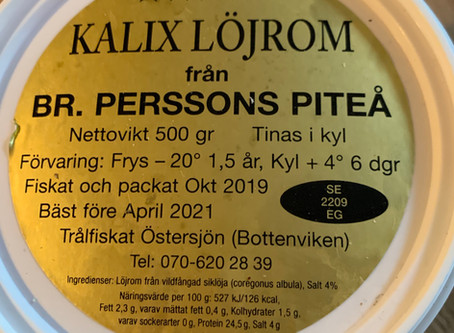 KALIX LÖJROM
från
BR. PERSSONS PITEÅ
Nettovikt 500 gr Tinas i kyl
Förvaring: Frys – 20° 1,5 år, Kyl + 4° 6 dgr
Fiskat och packat Okt 2019
Bäst före April 2021
SE
2209
EG
Trålfiskat Östersjön (Bottenviken)
Tel: 070-620 28 39
Ingredienser: Löjrom från vildfångad siklöja (coregonus albula), Salt 4%
Näringsvärde per 100 g: 527 kJ/126 kcal,
Fett 2,3 g, varav mättat fett 0,4 g, Kolhydrater 1,5 g,
varav sockerarter 0 g, Protein 24,5 g, Salt 4 g